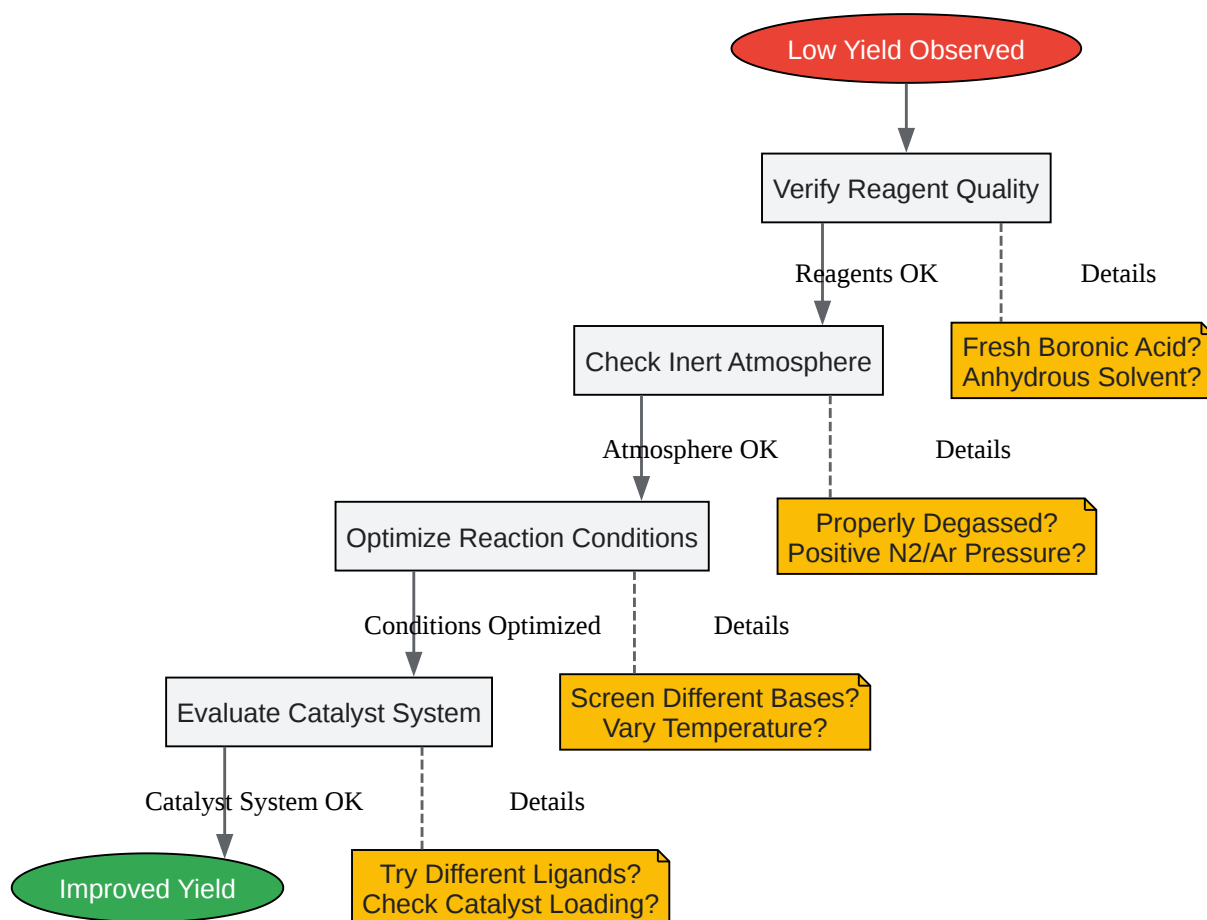 Low Yield Observed
Verify Reagent Quality
Reagents OK
Details
Fresh Boronic Acid?
Anhydrous Solvent?
Check Inert Atmosphere
Atmosphere OK
Details
Properly Degassed?
Positive N2/Ar Pressure?
Optimize Reaction Conditions
Conditions Optimized
Details
Screen Different Bases?
Vary Temperature?
Evaluate Catalyst System
Catalyst System OK
Details
Improved Yield
Try Different Ligands?
Check Catalyst Loading?